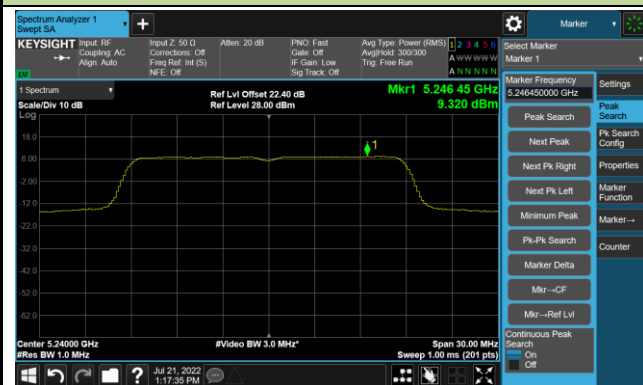 Spectrum Analyzer 1
Swept SA
+
Marker
KEYSIGHT
Input: RF
Coupling: AC
Align: Auto
Input Z: 50 Ω
Corrections: Off
Freq Ref: Int (S)
NFE: Off
Atten: 20 dB
PNO: Fast
Gate: Off
IF Gain: Low
Sig Track: Off
Avg Type: Power (RMS)
Avg|Hold: 300/300
Trig: Free Run
1 2 3 4 5 6
A W W W W W
A N N N N N
Select Marker
Marker 1
1 Spectrum
Scale/Div 10 dB
Log
Ref Lvl Offset 22.40 dB
Ref Level 28.00 dBm
Mkr1 5.246 45 GHz
9.320 dBm
18.0
8.00
-2.00
-12.0
-22.0
-32.0
-42.0
-52.0
-62.0
1
Center 5.24000 GHz
#Res BW 1.0 MHz
#Video BW 3.0 MHz*
Span 30.00 MHz
Sweep 1.00 ms (201 pts)
Marker Frequency
5.246450000 GHz
Peak Search
Next Peak
Next Pk Right
Next Pk Left
Minimum Peak
Pk-Pk Search
Marker Delta
Mkr→CF
Mkr→Ref Lvl
Continuous Peak
Search
On
Off
Settings
Peak
Search
Pk Search
Config
Properties
Marker
Function
Marker→
Counter
?
Jul 21, 2022
1:17:35 PM